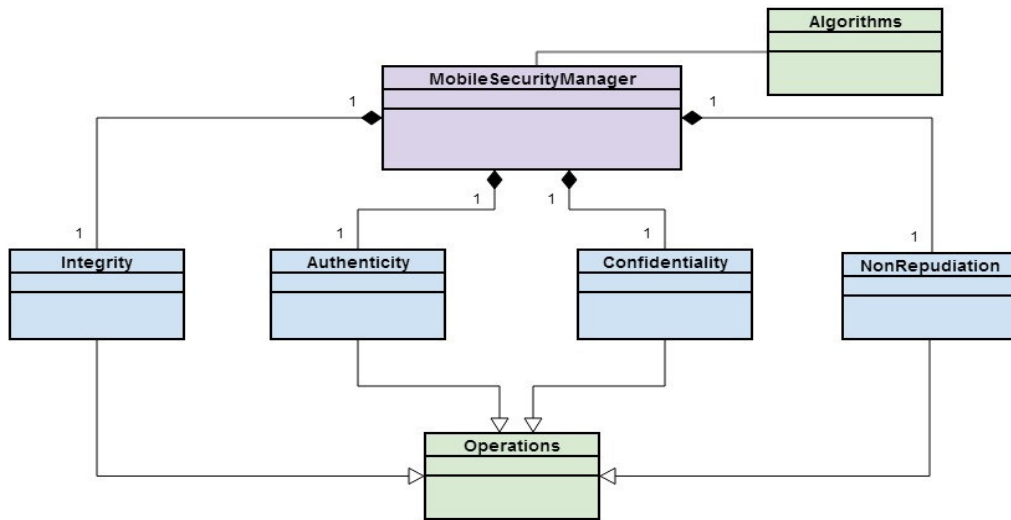 Algorithms
MobileSecurityManager
1
1
1
1
1
1
1
1
Integrity
Authenticity
Confidentiality
NonRepudiation
Operations